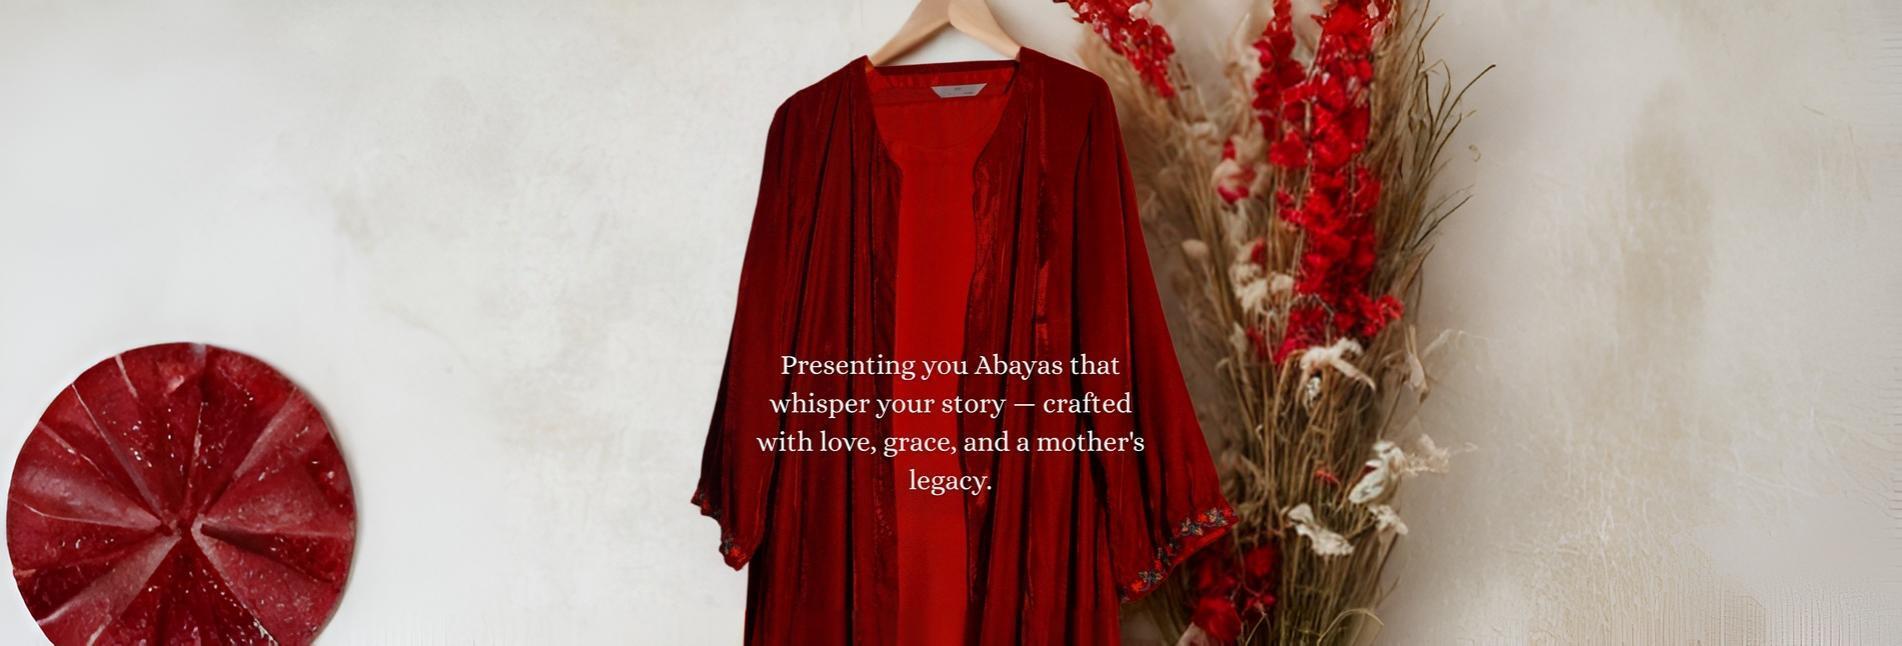 Presenting you Abayas that
whisper your story — crafted
with love, grace, and a mother's
legacy.